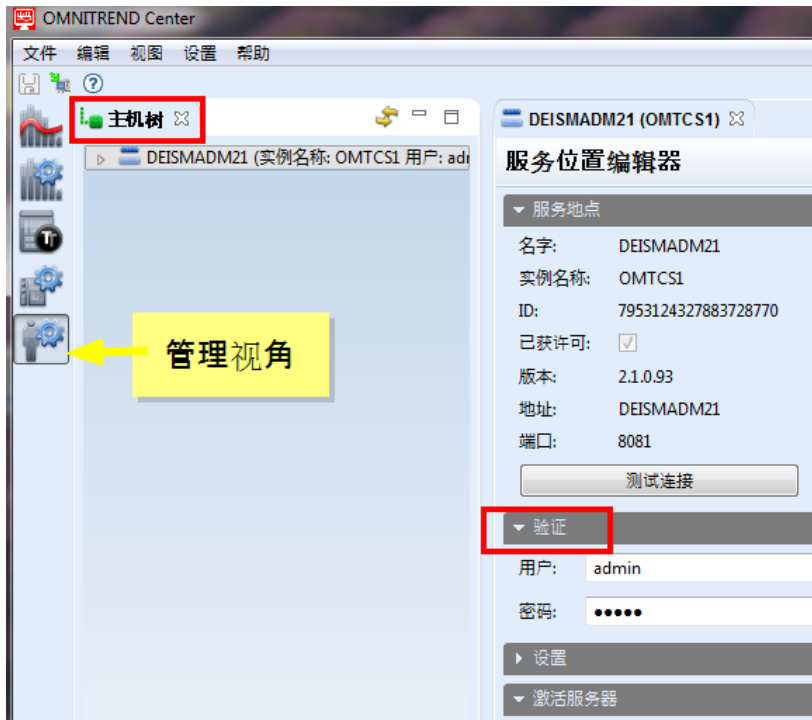 OMNITREND Center
文件 编辑 视图 设置 帮助
主机树
DEISMADM21 (实例名称: OMTCS1 用户: adr
管理视角
DEISMADM21 (OMTCS1)
服务位置编辑器
服务地点
名字: DEISMADM21
实例名称: OMTCS1
ID: 7953124327883728770
已获许可:
版本: 2.1.0.93
地址: DEISMADM21
端口: 8081
测试连接
验证
用户: admin
密码: •••••
设置
激活服务器